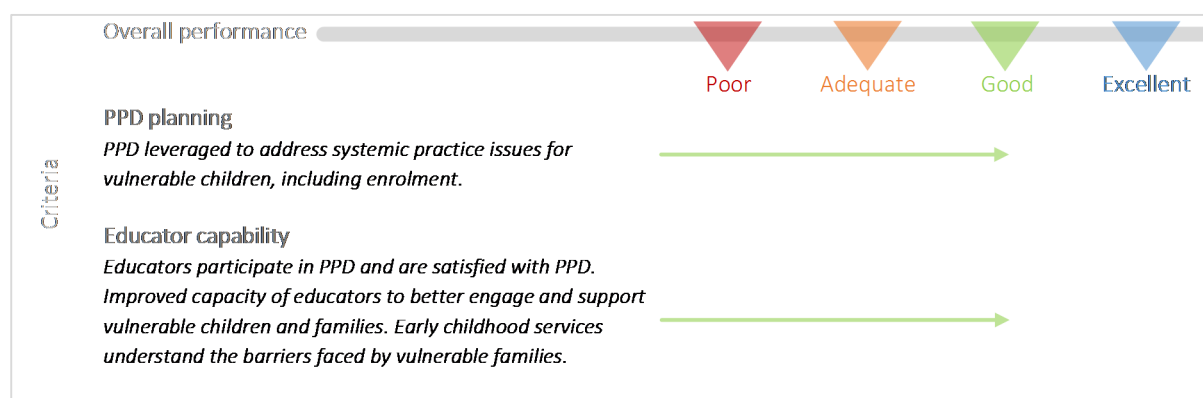 Overall performance
Poor Adequate Good Excellent
Criteria
PPD planning
PPD leveraged to address systemic practice issues for
vulnerable children, including enrolment.
Educator capability
Educators participate in PPD and are satisfied with PPD.
Improved capacity of educators to better engage and support
vulnerable children and families. Early childhood services
understand the barriers faced by vulnerable families.